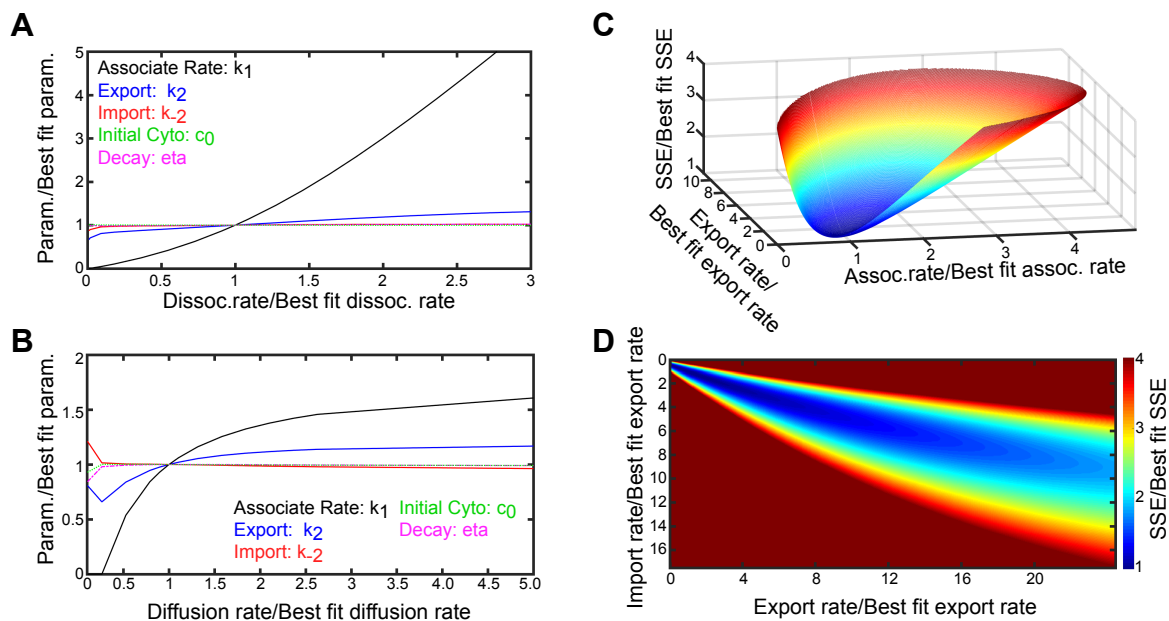 A
Param./Best fit param.
5
4
3
2
1
0
Associate Rate: k1
Export: k2
Import: k-2
Initial Cyto: c0
Decay: eta
0 0.5 1 1.5 2 2.5 3
Dissoc.rate/Best fit dissoc. rate
B
Param./Best fit param.
2
1.5
1
0.5
0
Associate Rate: k1 Initial Cyto: c0
Export: k2 Decay: eta
Import: k-2
0 0.5 1 1.5 2 2.5 3 3.5 4 4.5 5.0
Diffusion rate/Best fit diffusion rate
C
SSE/Best fit SSE
4
3
2
1
10
8
6
4
2
0
Export rate/
Best fit export rate
0 1 2 3 4
Assoc.rate/Best fit assoc. rate
D
Import rate/Best fit export rate
0
2
4
6
8
10
12
14
16
0 4 8 12 16 20
Export rate/Best fit export rate
4
3
2
1
SSE/Best fit SSE